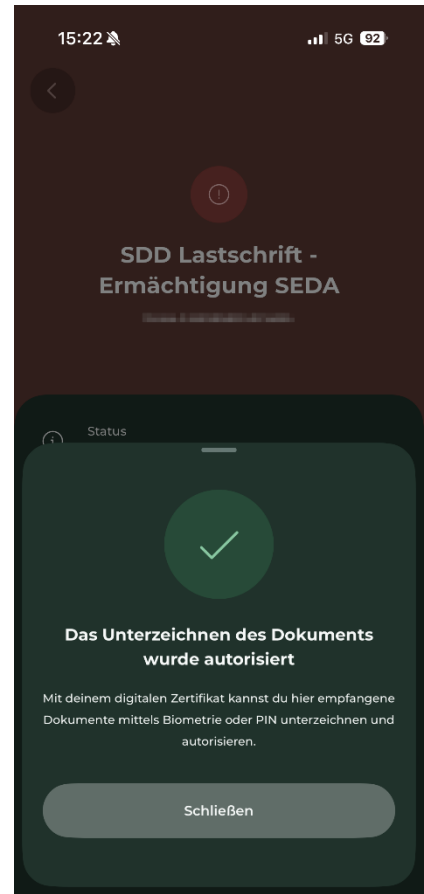 15:22
5G 92
SDD Lastschrift -
Ermächtigung SEDA
Status
Das Unterzeichnen des Dokuments
wurde autorisiert
Mit deinem digitalen Zertifikat kannst du hier empfangene
Dokumente mittels Biometrie oder PIN unterzeichnen und
autorisieren.
Schließen